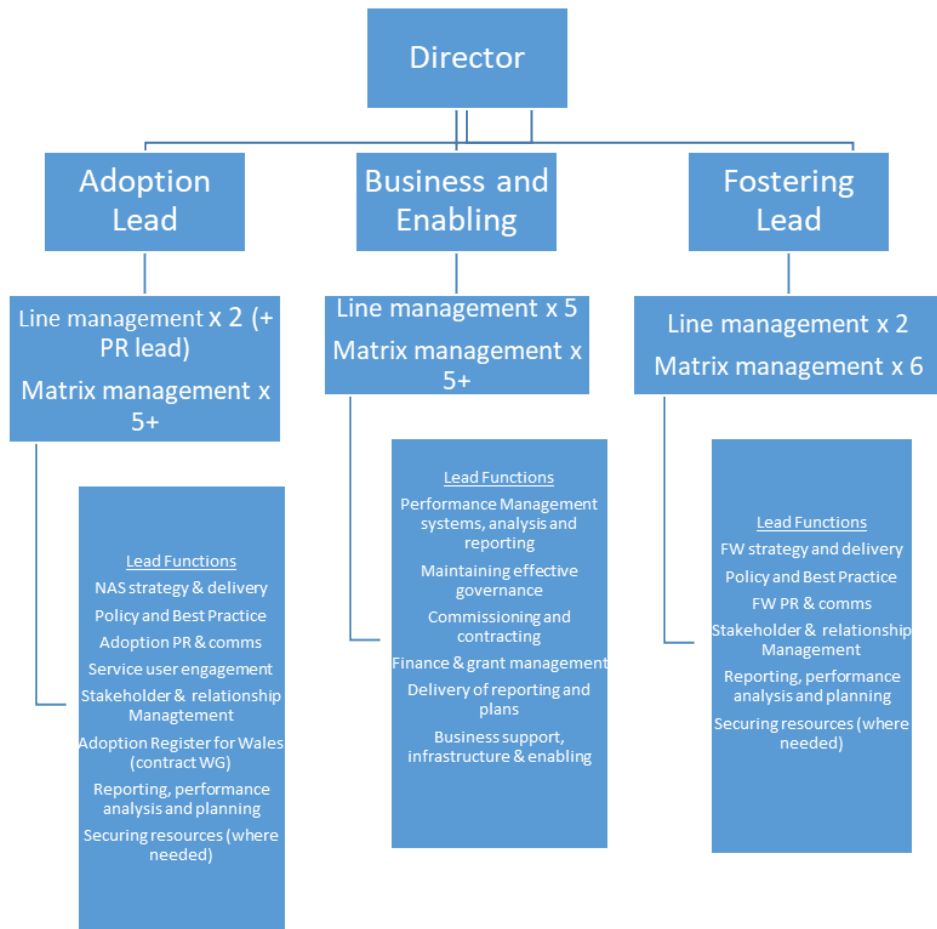 Director
Adoption
Lead
Business and
Enabling
Fostering
Lead
Line management x 2 (+
PR lead)
Matrix management x
5+
Line management x 5
Matrix management x
5+
Line management x 2
Matrix management x 6
Lead Functions
NAS strategy & delivery
Policy and Best Practice
Adoption PR & comms
Service user engagement
Stakeholder & relationship
Managtement
Adoption Register for Wales
(contract WG)
Reporting, performance
analysis and planning
Securing resources (where
needed)
Lead Functions
Performance Management
systems, analysis and
reporting
Maintaining effective
governance
Commissioning and
contracting
Finance & grant management
Delivery of reporting and
plans
Business support,
infrastructure & enabling
Lead Functions
FW strategy and delivery
Policy and Best Practice
FW PR & comms
Stakeholder & relationship
Management
Reporting, performance
analysis and planning
Securing resources (where
needed)